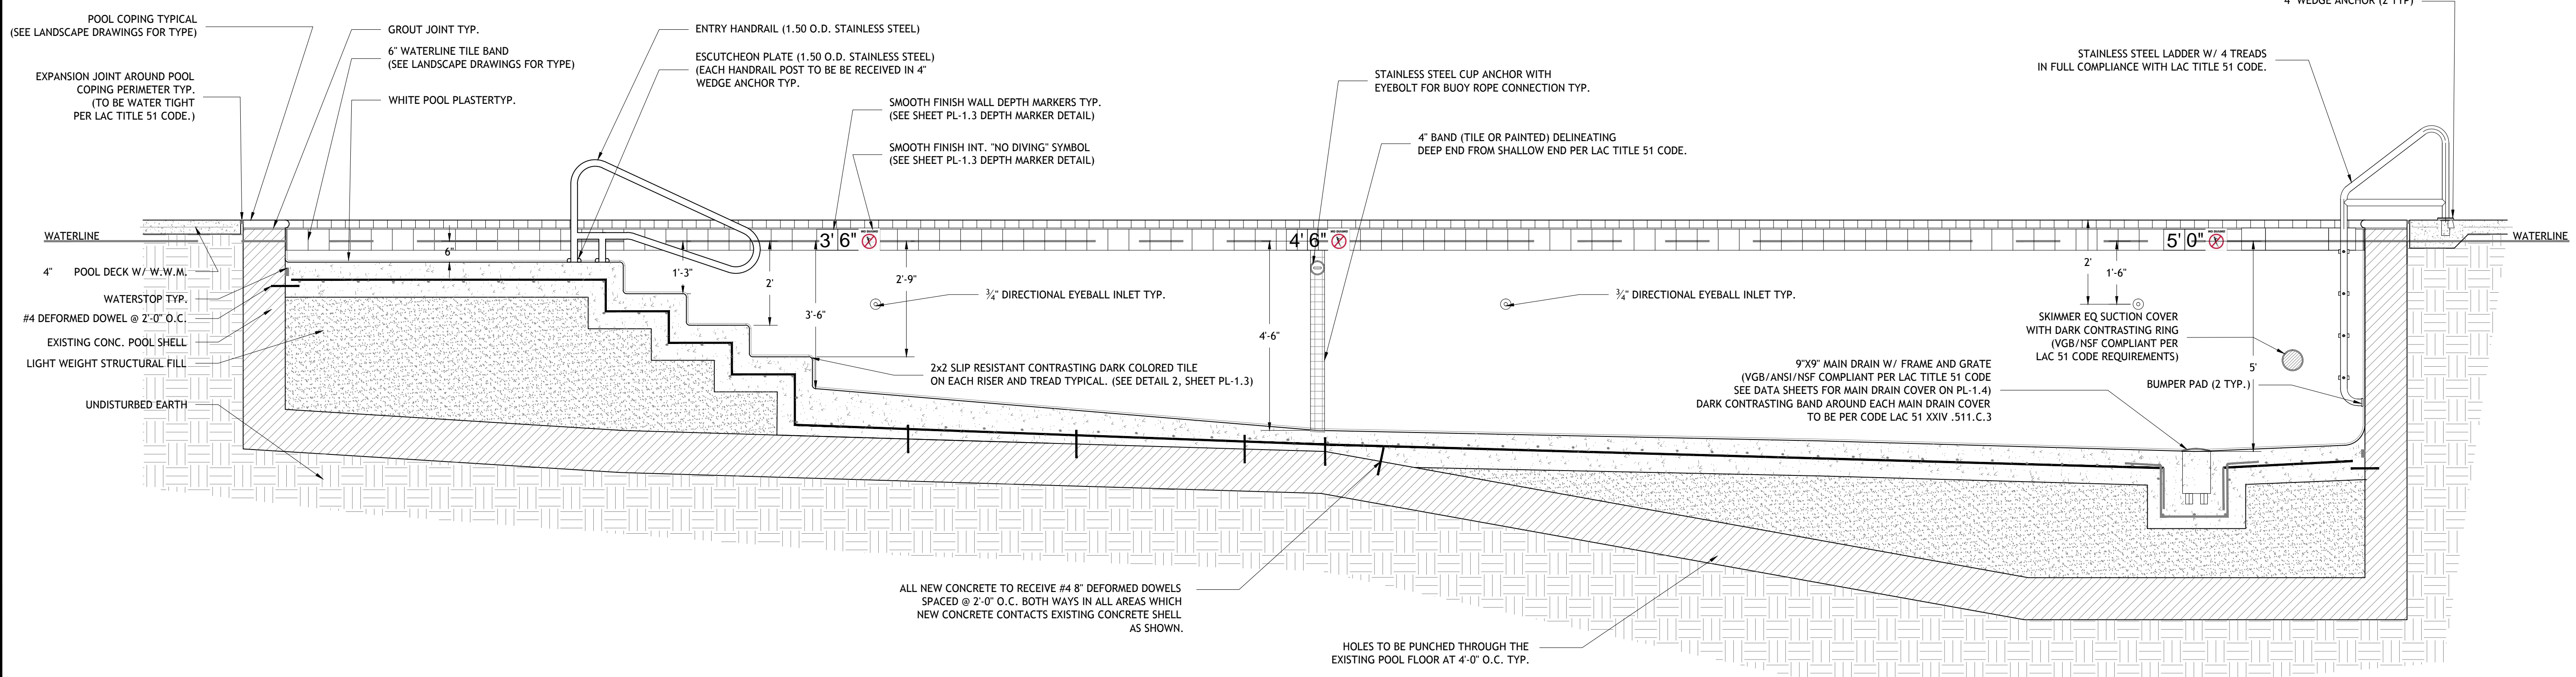 POOL COPING TYPICAL
(SEE LANDSCAPE DRAWINGS FOR TYPE)
EXPANSION JOINT AROUND POOL
COPING PERIMETER TYP.
(TO BE WATER TIGHT
PER LAC TITLE 51 CODE.)
GROUT JOINT TYP.
6" WATERLINE TILE BAND
(SEE LANDSCAPE DRAWINGS FOR TYPE)
WHITE POOL PLASTERTYP.
ENTRY HANDRAIL (1.50 O.D. STAINLESS STEEL)
ESCUTCHEON PLATE (1.50 O.D. STAINLESS STEEL)
(EACH HANDRAIL POST TO BE BE RECEIVED IN 4"
WEDGE ANCHOR TYP.
SMOOTH FINISH WALL DEPTH MARKERS TYP.
(SEE SHEET PL-1.3 DEPTH MARKER DETAIL)
SMOOTH FINISH INT. "NO DIVING" SYMBOL
(SEE SHEET PL-1.3 DEPTH MARKER DETAIL)
STAINLESS STEEL CUP ANCHOR WITH
EYEBOLT FOR BUOY ROPE CONNECTION TYP.
4" BAND (TILE OR PAINTED) DELINEATING
DEEP END FROM SHALLOW END PER LAC TITLE 51 CODE.
4" WEDGE ANCHOR (2 TYP)
STAINLESS STEEL LADDER W/ 4 TREADS
IN FULL COMPLIANCE WITH LAC TITLE 51 CODE.
WATERLINE
3' 6"
4' 6"
5' 0"
WATERLINE
6"
1'-3"
2'
2'-9"
3'-6"
4'-6"
2'
1'-6"
5'
4" POOL DECK W/ W.W.M.
WATERSTOP TYP.
#4 DEFORMED DOWEL @ 2'-0" O.C.
EXISTING CONC. POOL SHELL
LIGHT WEIGHT STRUCTURAL FILL
UNDISTURBED EARTH
¾" DIRECTIONAL EYEBALL INLET TYP.
¾" DIRECTIONAL EYEBALL INLET TYP.
2x2 SLIP RESISTANT CONTRASTING DARK COLORED TILE
ON EACH RISER AND TREAD TYPICAL. (SEE DETAIL 2, SHEET PL-1.3)
SKIMMER EQ SUCTION COVER
WITH DARK CONTRASTING RING
(VGB/NSF COMPLIANT PER
LAC 51 CODE REQUIREMENTS)
9"X9" MAIN DRAIN W/ FRAME AND GRATE
(VGB/ANSI/NSF COMPLIANT PER LAC TITLE 51 CODE
SEE DATA SHEETS FOR MAIN DRAIN COVER ON PL-1.4)
DARK CONTRASTING BAND AROUND EACH MAIN DRAIN COVER
TO BE PER CODE LAC 51 XXIV .511.C.3
BUMPER PAD (2 TYP.)
ALL NEW CONCRETE TO RECEIVE #4 8" DEFORMED DOWELS
SPACED @ 2'-0" O.C. BOTH WAYS IN ALL AREAS WHICH
NEW CONCRETE CONTACTS EXISTING CONCRETE SHELL
AS SHOWN.
HOLES TO BE PUNCHED THROUGH THE
EXISTING POOL FLOOR AT 4'-0" O.C. TYP.